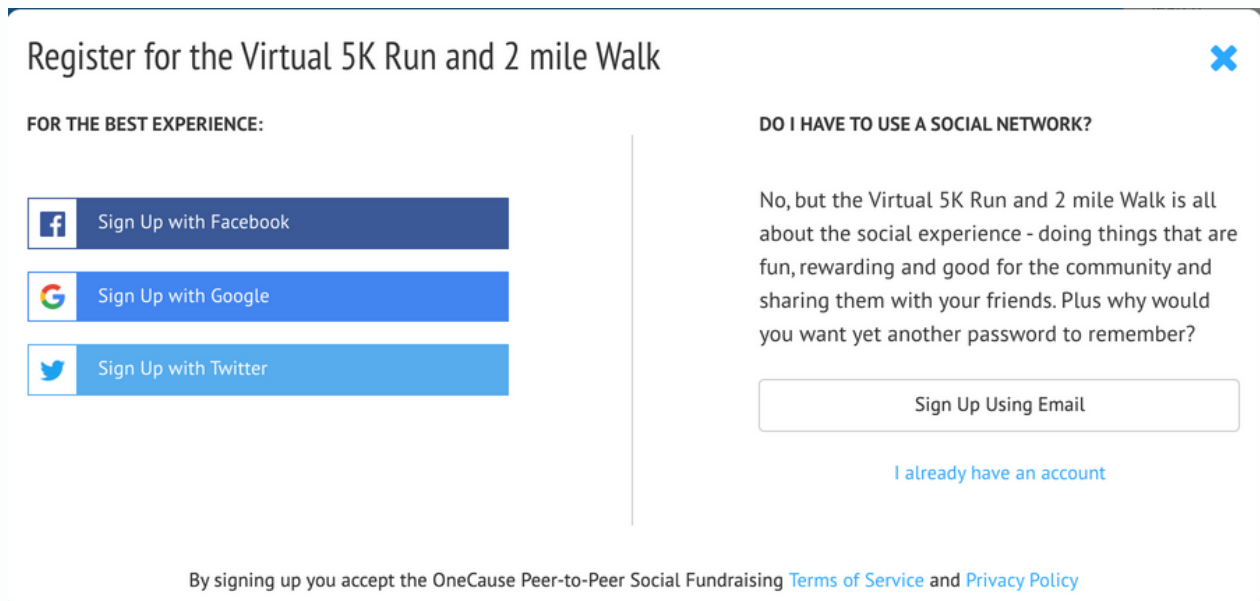 Register for the Virtual 5K Run and 2 mile Walk
FOR THE BEST EXPERIENCE:
Sign Up with Facebook
Sign Up with Google
Sign Up with Twitter
DO I HAVE TO USE A SOCIAL NETWORK?
No, but the Virtual 5K Run and 2 mile Walk is all
about the social experience - doing things that are
fun, rewarding and good for the community and
sharing them with your friends. Plus why would
you want yet another password to remember?
Sign Up Using Email
I already have an account
By signing up you accept the OneCause Peer-to-Peer Social Fundraising Terms of Service and Privacy Policy